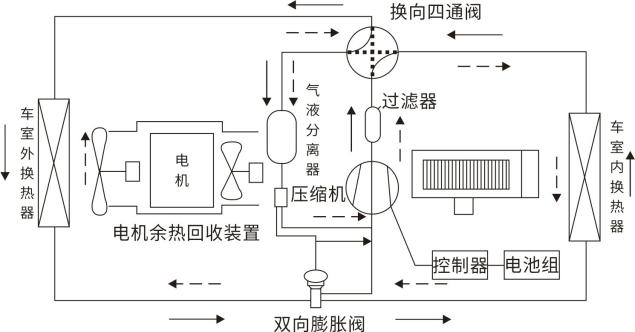 换向四通阀
过滤器
气液分离器
车室外换热器
电机
压缩机
车室内换热器
电机余热回收装置
控制器
电池组
双向膨胀阀